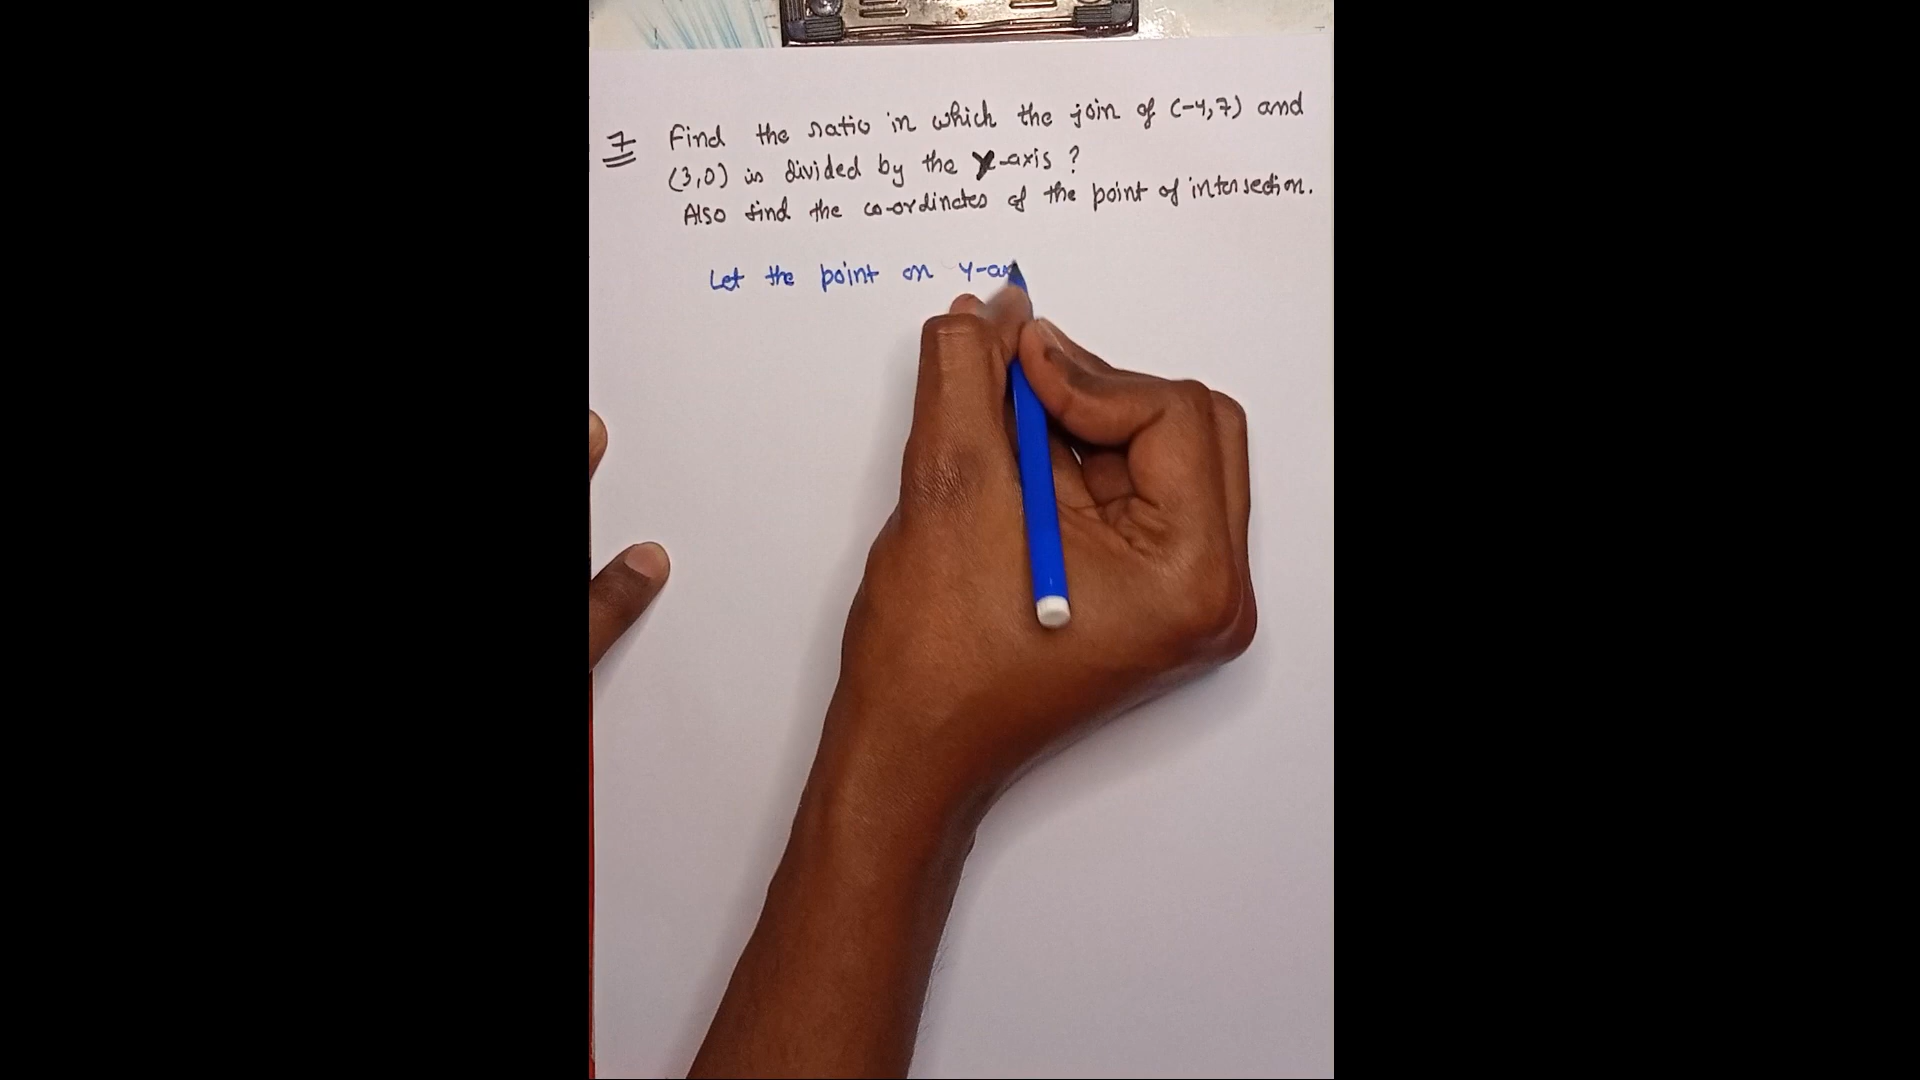 7 Find the ratio in which the join of (-4,7) and
(3,0) is divided by the Y-axis ?
Also find the co-ordinates of the point of intersection.
Let the point on Y-ax